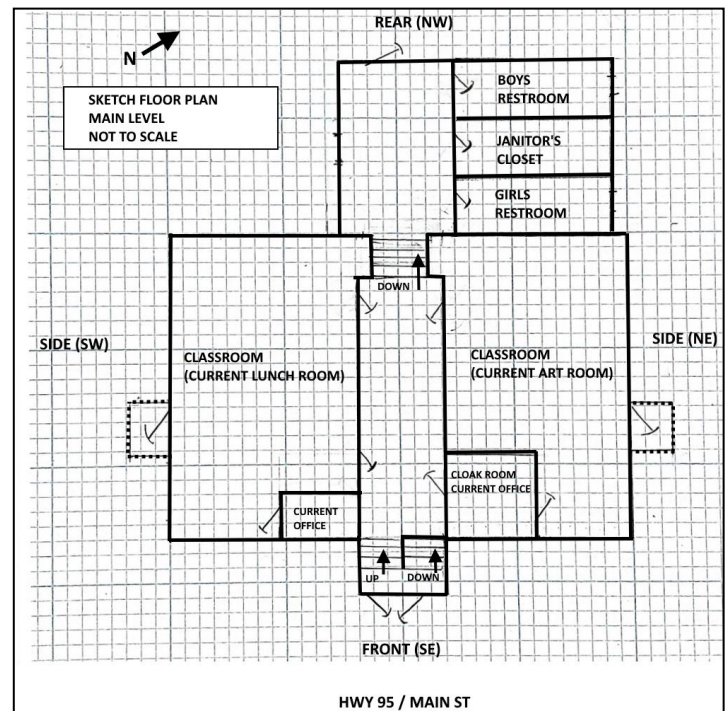 REAR (NW)
N
SKETCH FLOOR PLAN
MAIN LEVEL
NOT TO SCALE
BOYS
RESTROOM
JANITOR'S
CLOSET
GIRLS
RESTROOM
DOWN
SIDE (SW)
SIDE (NE)
CLASSROOM
(CURRENT LUNCH ROOM)
CLASSROOM
(CURRENT ART ROOM)
CLOAK ROOM
CURRENT OFFICE
CURRENT
OFFICE
UP
DOWN
FRONT (SE)
HWY 95 / MAIN ST